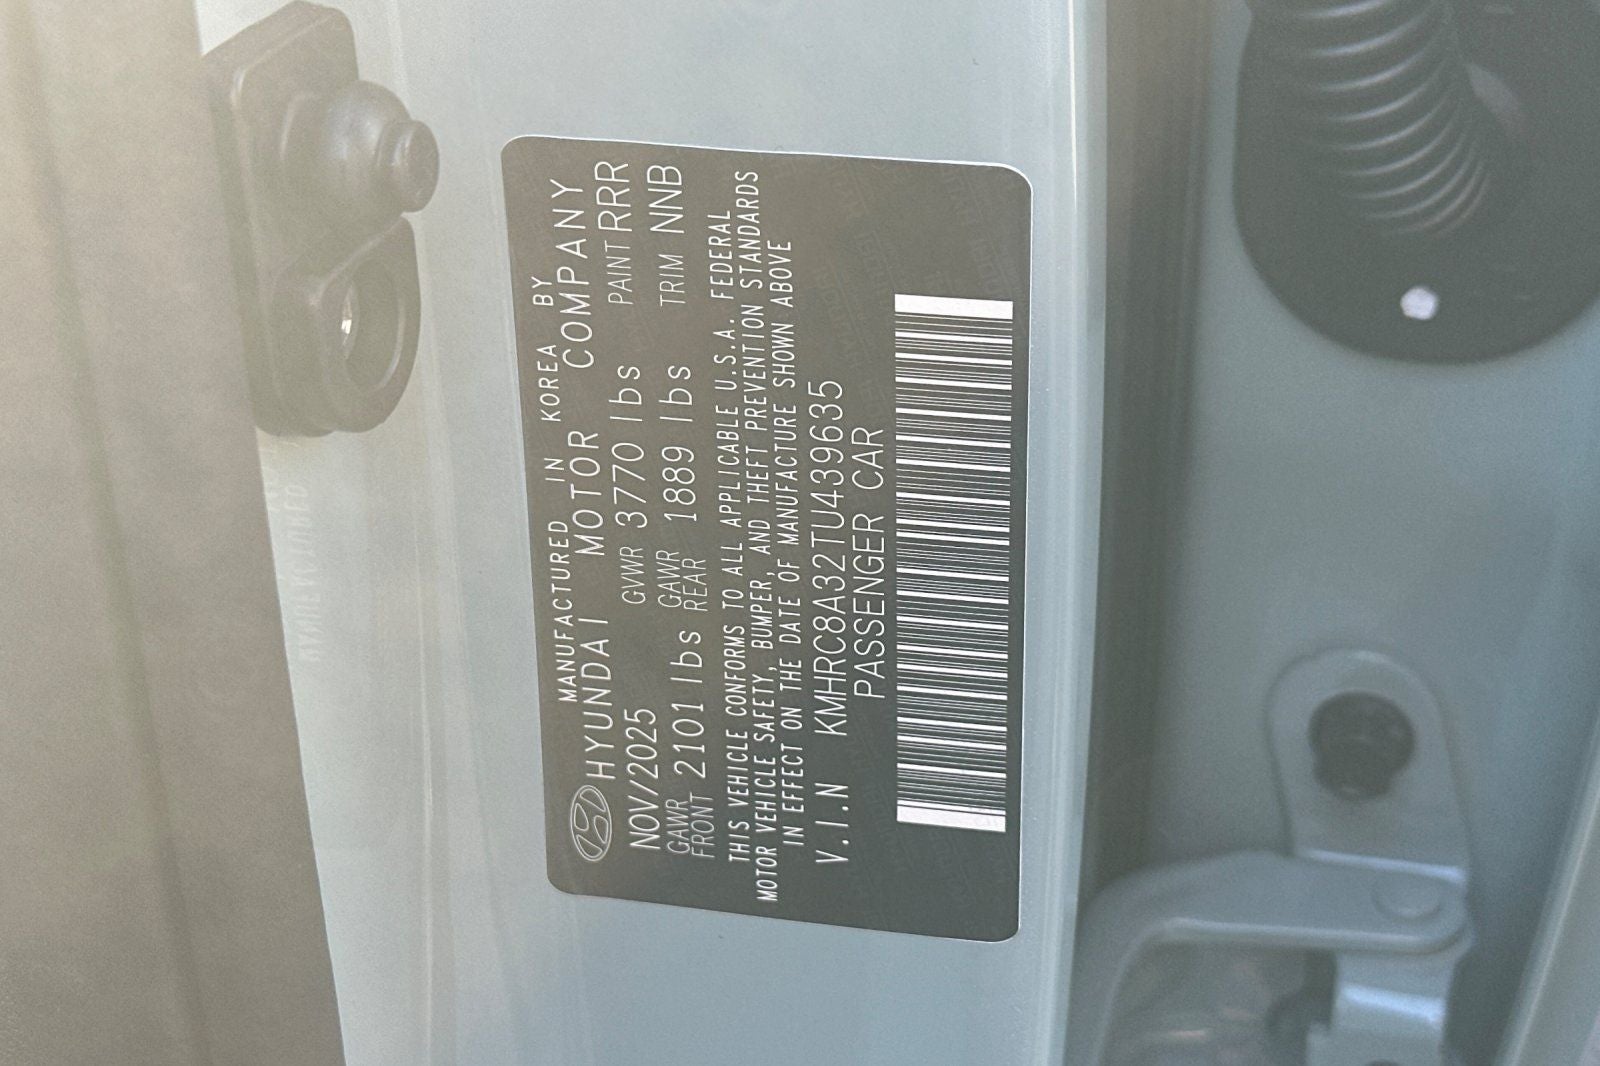 MANUFACTURED IN KOREA BY
HYUNDAI MOTOR COMPANY
NOV/2025 GVWR 3770 lbs PAINT RRR
GAWR FRONT 2101 lbs GAWR REAR 1889 lbs TRIM NNB
THIS VEHICLE CONFORMS TO ALL APPLICABLE U.S.A. FEDERAL
MOTOR VEHICLE SAFETY, BUMPER, AND THEFT PREVENTION STANDARDS
IN EFFECT ON THE DATE OF MANUFACTURE SHOWN ABOVE
V.I.N KMHRC8A32TU439635
PASSENGER CAR